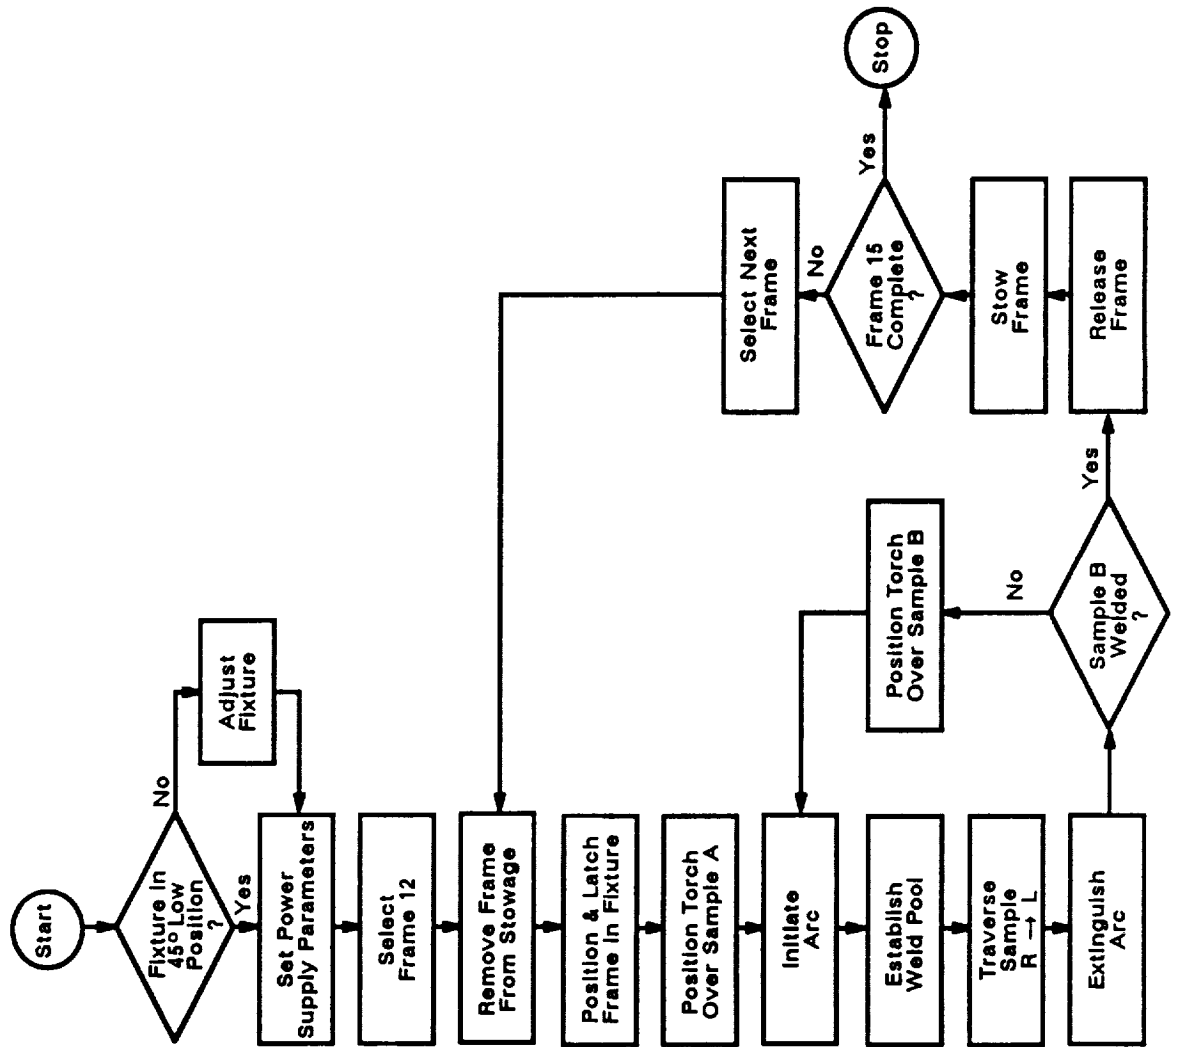 Start
Fixture In
45° Low
Position
?
No
Yes
Adjust
Fixture
Set Power
Supply Parameters
Select
Frame 12
Remove Frame
From Stowage
Position & Latch
Frame In Fixture
Position Torch
Over Sample A
Initiate
Arc
Establish
Weld Pool
Traverse
Sample
R → L
Extinguish
Arc
Sample B
Welded
?
No
Yes
Position Torch
Over Sample B
Release
Frame
Stow
Frame
Frame 15
Complete
?
No
Yes
Select Next
Frame
Stop